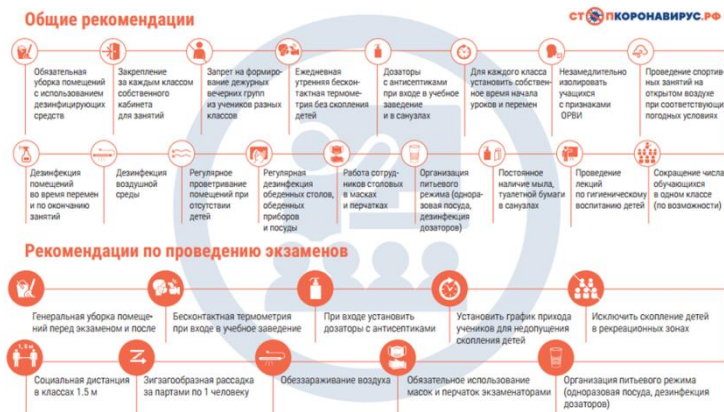 Общие рекомендации
СТОПКОРОНАВИРУС.РФ
Обязательная
уборка помещений
с использованием
дезинфицирующих
средств
Закрепление
за каждым классом
собственного
кабинета
для занятий
Запрет на формиро-
вание дежурных
вечерних групп
из учеников разных
классов
Ежедневная
утренняя бескон-
тактная термоме-
трия без скопления
детей
Дозаторы
с антисептиками
при входе в учебное
заведение
и в санузлах
Для каждого класса
установить собствен-
ное время начала
уроков и перемен
Незамедлительно
изолировать
учащихся
с признаками
ОРВИ
Проведение спортив-
ных занятий на
открытом воздухе
при соответствующих
погодных условиях
Дезинфекция
помещений
во время перемен
и по окончанию
занятий
Дезинфекция
воздушной
среды
Регулярное
проветривание
помещений при
отсутствии
детей
Регулярная
дезинфекция
обеденных столов,
обеденных
приборов
и посуды
Работа сотруд-
ников столовых
в масках
и перчатках
Организация
питьевого
режима (однора-
зовая посуда,
дезинфекция
дозаторов)
Постоянное
наличие мыла,
туалетной бумаги
в санузлах
Проведение
лекций
по гигиеническому
воспитанию детей
Сокращение числа
обучающихся
в одном классе
(по возможности)
Рекомендации по проведению экзаменов
Генеральная уборка помеще-
ний перед экзаменом и после
Бесконтактная термометрия
при входе в учебное заведение
При входе установить
дозаторы с антисептиками
Установить график прихода
учеников для недопущения
скопления детей
Исключить скопление детей
в рекреационных зонах
1,5 м
Социальная дистанция
в классах 1.5 м
Зигзагообразная рассадка
за партами по 1 человеку
Обеззараживание воздуха
Обязательное использование
масок и перчаток экзаменаторами
Организация питьевого режима
(одноразовая посуда, дезинфекция
дозаторов)